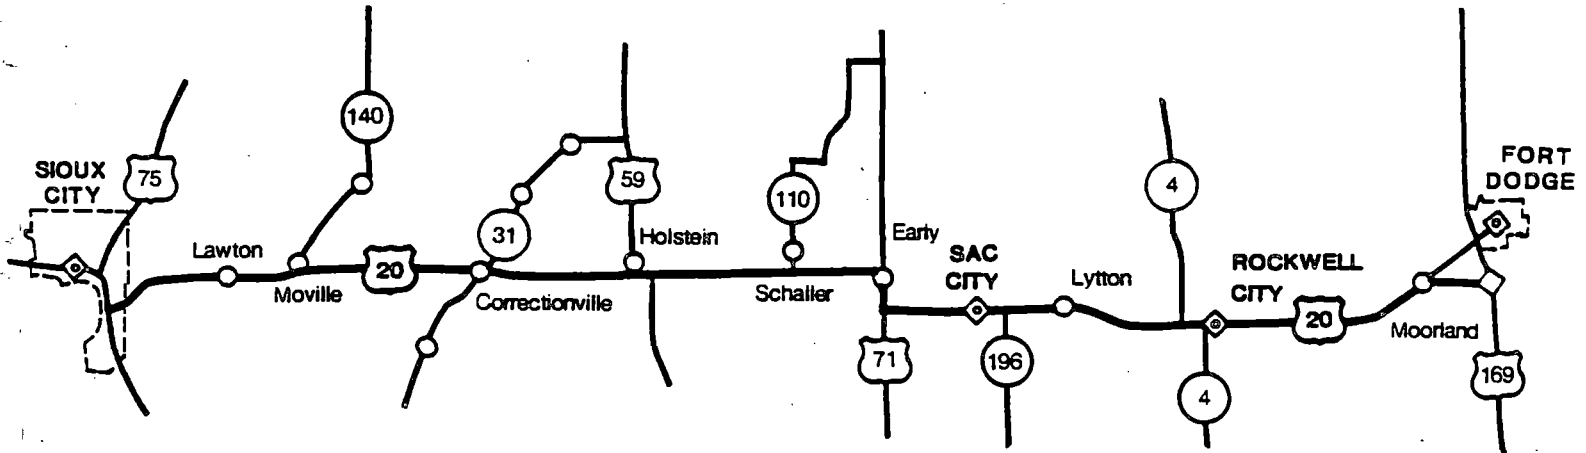 SIOUX
CITY
75
140
Lawton
Moville
20
31
Correctionville
59
Holstein
110
Schaller
Early
71
SAC
CITY
196
Lytton
4
4
ROCKWELL
CITY
20
Moorland
FORT
DODGE
169